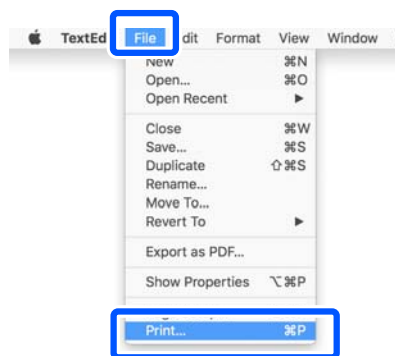 TextEd File dit Format View Window
New ⌘N
Open... ⌘O
Open Recent ▶
Close ⌘W
Save... ⌘S
Duplicate ⇧⌘S
Rename...
Move To...
Revert To ▶
Export as PDF...
Show Properties ⌥⌘P
Print... ⌘P